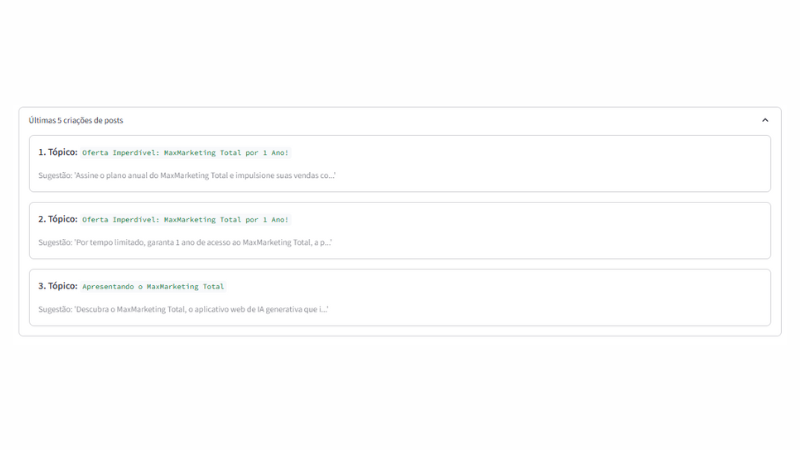 Últimas 5 criações de posts
1. Tópico: Oferta Imperdível: MaxMarketing Total por 1 Ano!
Sugestão: 'Assine o plano anual do MaxMarketing Total e impulsione suas vendas co...'
2. Tópico: Oferta Imperdível: MaxMarketing Total por 1 Ano!
Sugestão: 'Por tempo limitado, garanta 1 ano de acesso ao MaxMarketing Total, a p...'
3. Tópico: Apresentando o MaxMarketing Total
Sugestão: 'Descubra o MaxMarketing Total, o aplicativo web de IA generativa que i...'